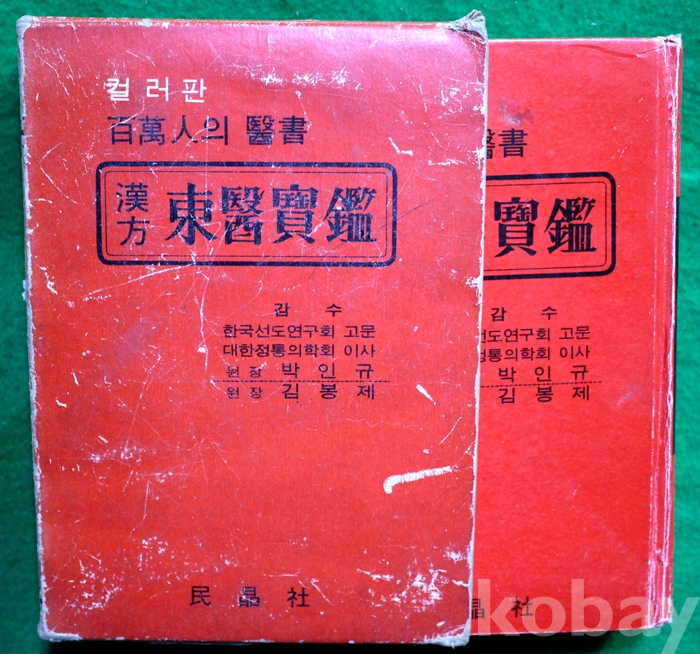 컬러판
百萬人의 醫書
漢方 東醫寶鑑
감 수
한국선도연구회 고문
대한정통의학회 이사
원장 박인규
원장 김봉제
民晶社
醫書
寶鑑
감 수
선도연구회 고문
정통의학회 이사
박인규
김봉제
晶社
kobay